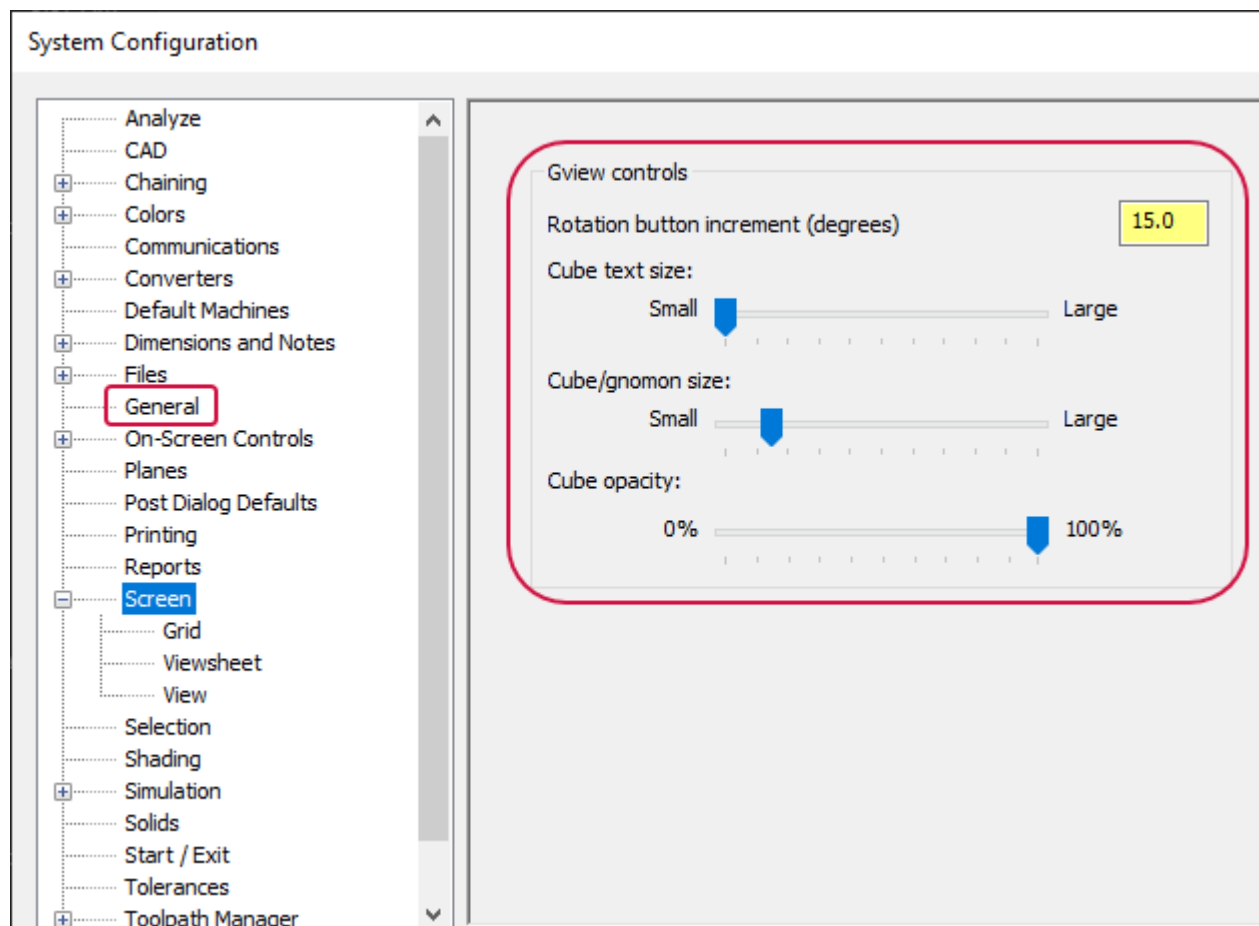 System Configuration
Analyze
CAD
Chaining
Colors
Communications
Converters
Default Machines
Dimensions and Notes
Files
General
On-Screen Controls
Planes
Post Dialog Defaults
Printing
Reports
Screen
Grid
Viewsheet
View
Selection
Shading
Simulation
Solids
Start / Exit
Tolerances
Toolpath Manager
Gview controls
Rotation button increment (degrees) 15.0
Cube text size:
Small Large
Cube/gnomon size:
Small Large
Cube opacity:
0% 100%